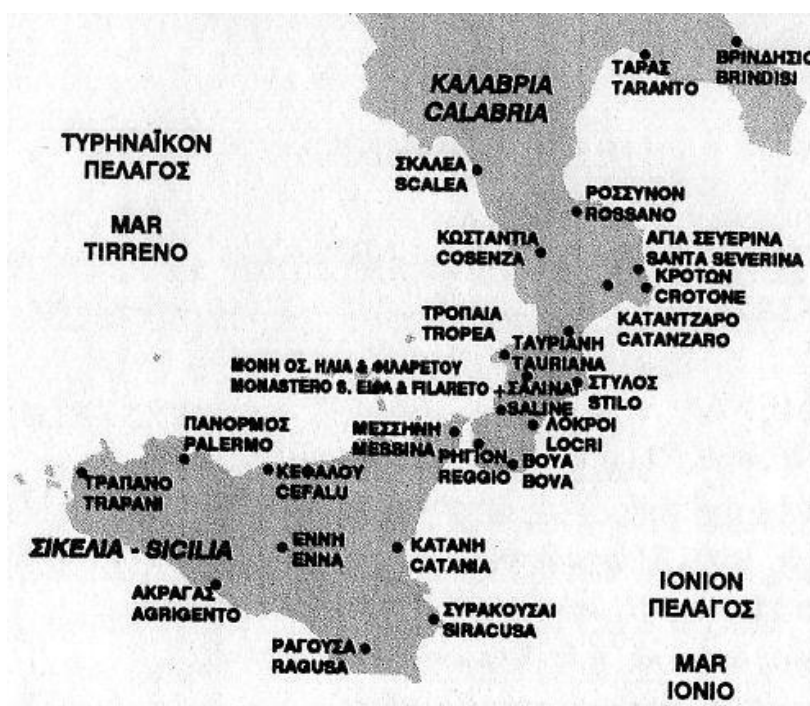 ΚΑΛΑΒΡΙΑ
CALABRIA
ΤΑΡΑΣ
TARANTO
ΒΡΙΝΔΗΣΙΟ
BRINDISI
ΤΥΡΗΝΑΪΚΟΝ
ΠΕΛΑΓΟΣ
MAR
TIRRENO
ΣΚΑΛΕΑ
SCALEA
ΡΟΣΣΥΝΟΝ
ROSSANO
ΚΩΣΤΑΝΤΙΑ
COSENZA
ΑΓΙΑ ΣΕΥΕΡΙΝΑ
SANTA SEVERINA
ΚΡΟΤΩΝ
CROTONE
ΤΡΟΠΑΙΑ
TROPEA
ΚΑΤΑΝΤΖΑΡΟ
CATANZARO
ΤΑΥΡΙΑΝΗ
TAURIANA
ΜΟΝΗ ΟΣ. ΗΛΙΑ & ΦΙΛΑΡΕΤΟΥ
MONASTERO S. & FILARETO
ΣΑΛΙΝΑΙ
SALINE
ΣΤΥΛΟΣ
STILO
ΠΑΝΟΡΜΟΣ
PALERMO
ΜΕΣΣΗΝΗ
MESSINA
ΛΟΚΡΟΙ
LOCRI
ΡΗΓΙΟΝ
REGGIO
ΒΟΥΑ
BOVA
ΤΡΑΠΑΝΟ
TRAPANI
ΚΕΦΑΛΟΥ
CEFALU
ΣΙΚΕΛΙΑ - SICILIA
ΕΝΝΗ
ENNA
ΚΑΤΑΝΗ
CATANIA
ΑΚΡΑΓΑΣ
AGRIGENTO
ΣΥΡΑΚΟΥΣΑΙ
SIRACUSA
ΙΟΝΙΟΝ
ΠΕΛΑΓΟΣ
ΡΑΓΟΥΣΑ
RAGUSA
MAR
IONIO